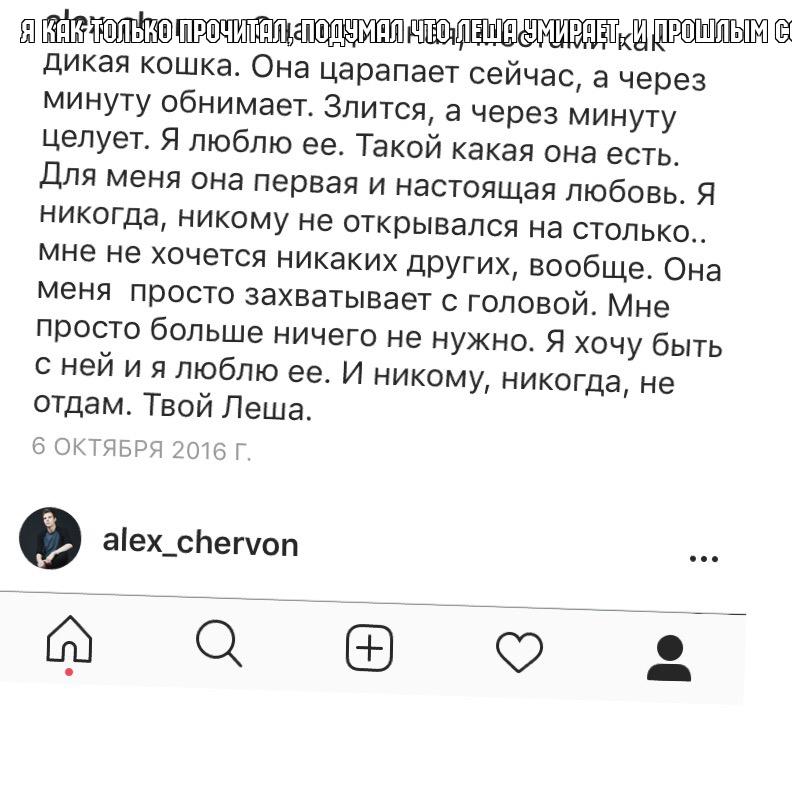 Я КАК ТОЛЬКО ПРОЧИТАЛ, ПОДУМАЛ ЧТО ЛЕША УМИРАЕТ, И ПРОШЛЫМ
как
дикая кошка. Она царапает сейчас, а через
минуту обнимает. Злится, а через минуту
целует. Я люблю ее. Такой какая она есть.
Для меня она первая и настоящая любовь. Я
никогда, никому не открывался на столько..
мне не хочется никаких других, вообще. Она
меня просто захватывает с головой. Мне
просто больше ничего не нужно. Я хочу быть
с ней и я люблю ее. И никому, никогда, не
отдам. Твой Леша.
6 ОКТЯБРЯ 2016 Г.
alex_chervon